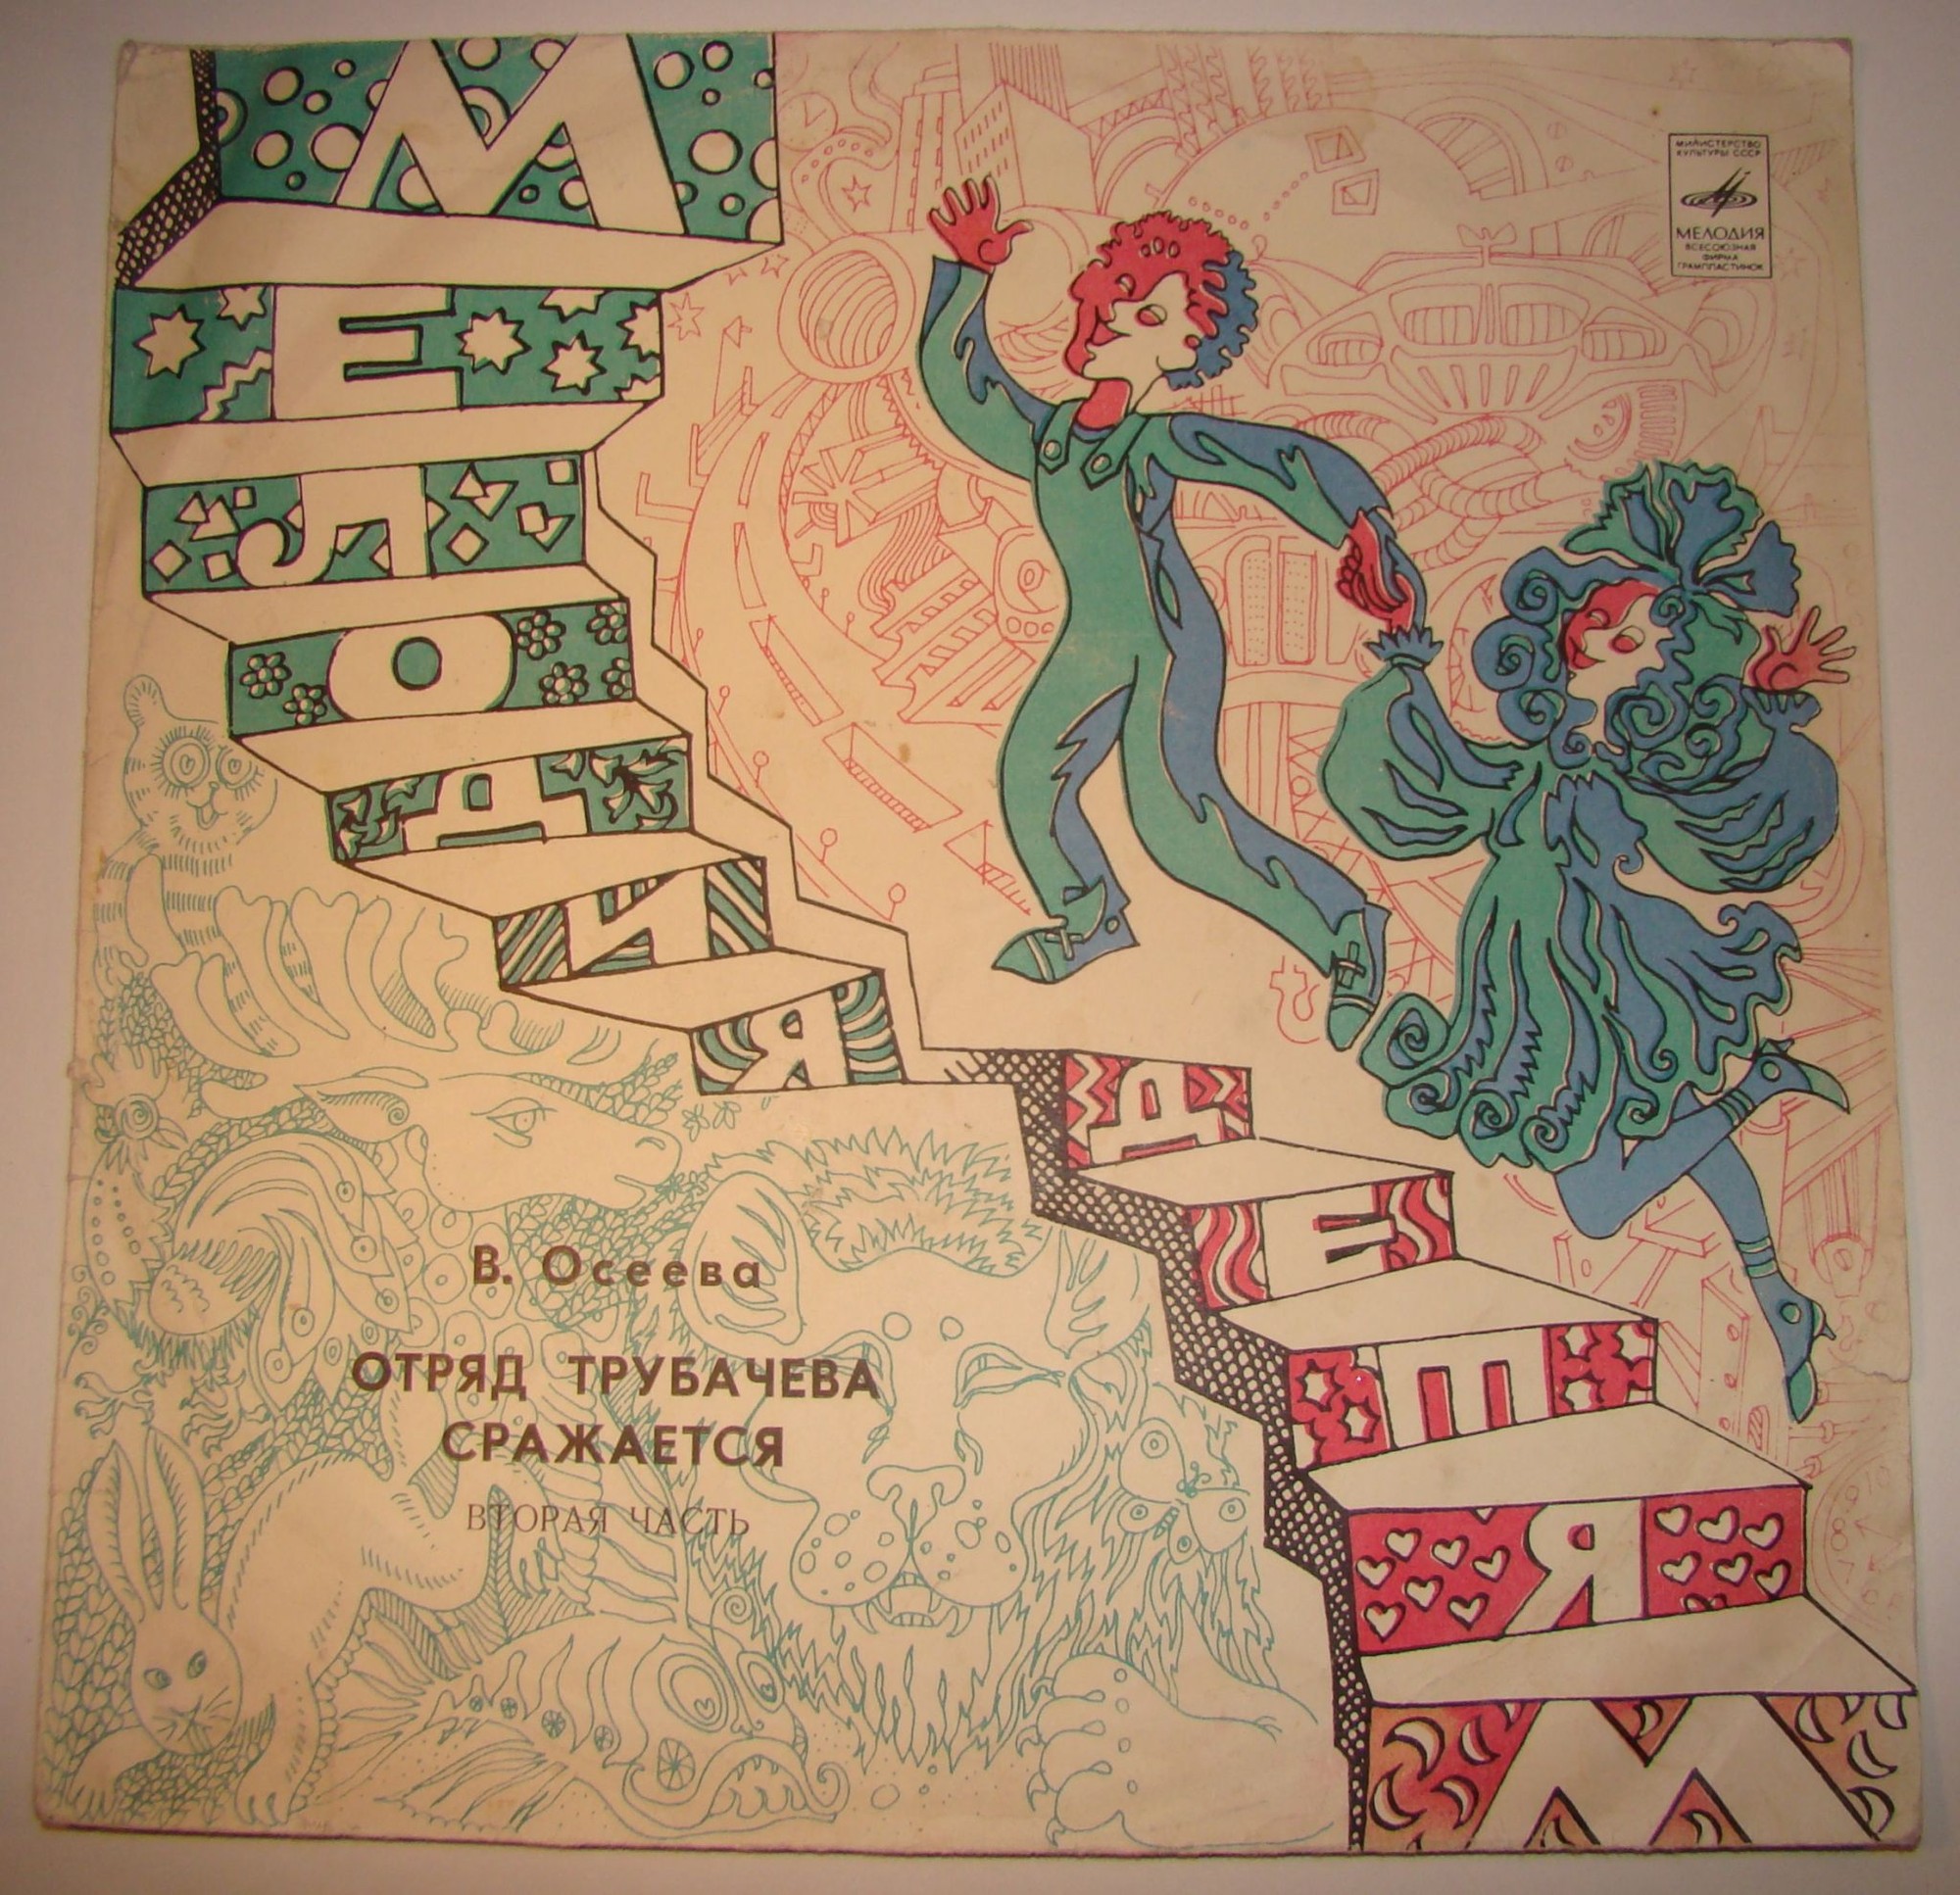 МЕЛОДИЯ
ДЕТЯМ
МИНИСТЕРСТВО
КУЛЬТУРЫ СССР
МЕЛОДИЯ
ВСЕСОЮЗНАЯ
ФИРМА
ГРАМПЛАСТИНОК
В. Осеева
ОТРЯД ТРУБАЧЕВА
СРАЖАЕТСЯ
ВТОРАЯ ЧАСТЬ